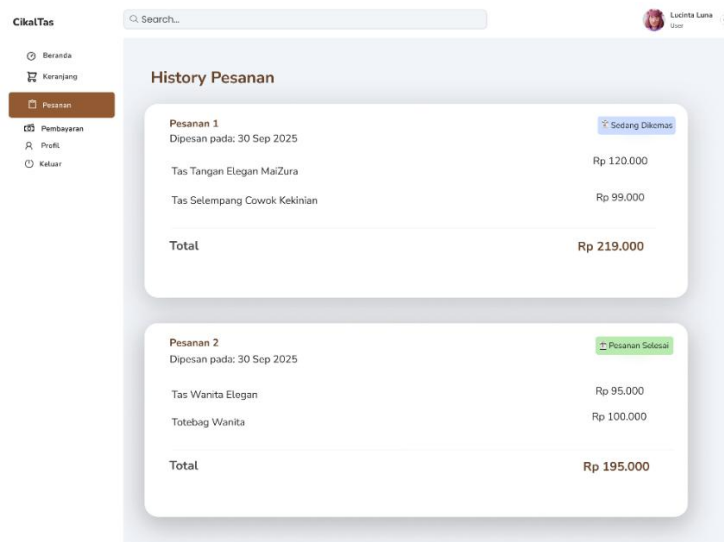 CikalTas
Search...
Lucinta Luna
User
Beranda
Keranjang
Pesanan
Pembayaran
Profil
Keluar
History Pesanan
Pesanan 1
Sedang Dikemas
Dipesan pada: 30 Sep 2025
Tas Tangan Elegan MaiZura
Rp 120.000
Tas Selempang Cowok Kekinian
Rp 99.000
Total
Rp 219.000
Pesanan 2
Pesanan Selesai
Dipesan pada: 30 Sep 2025
Tas Wanita Elegan
Rp 95.000
Totebag Wanita
Rp 100.000
Total
Rp 195.000